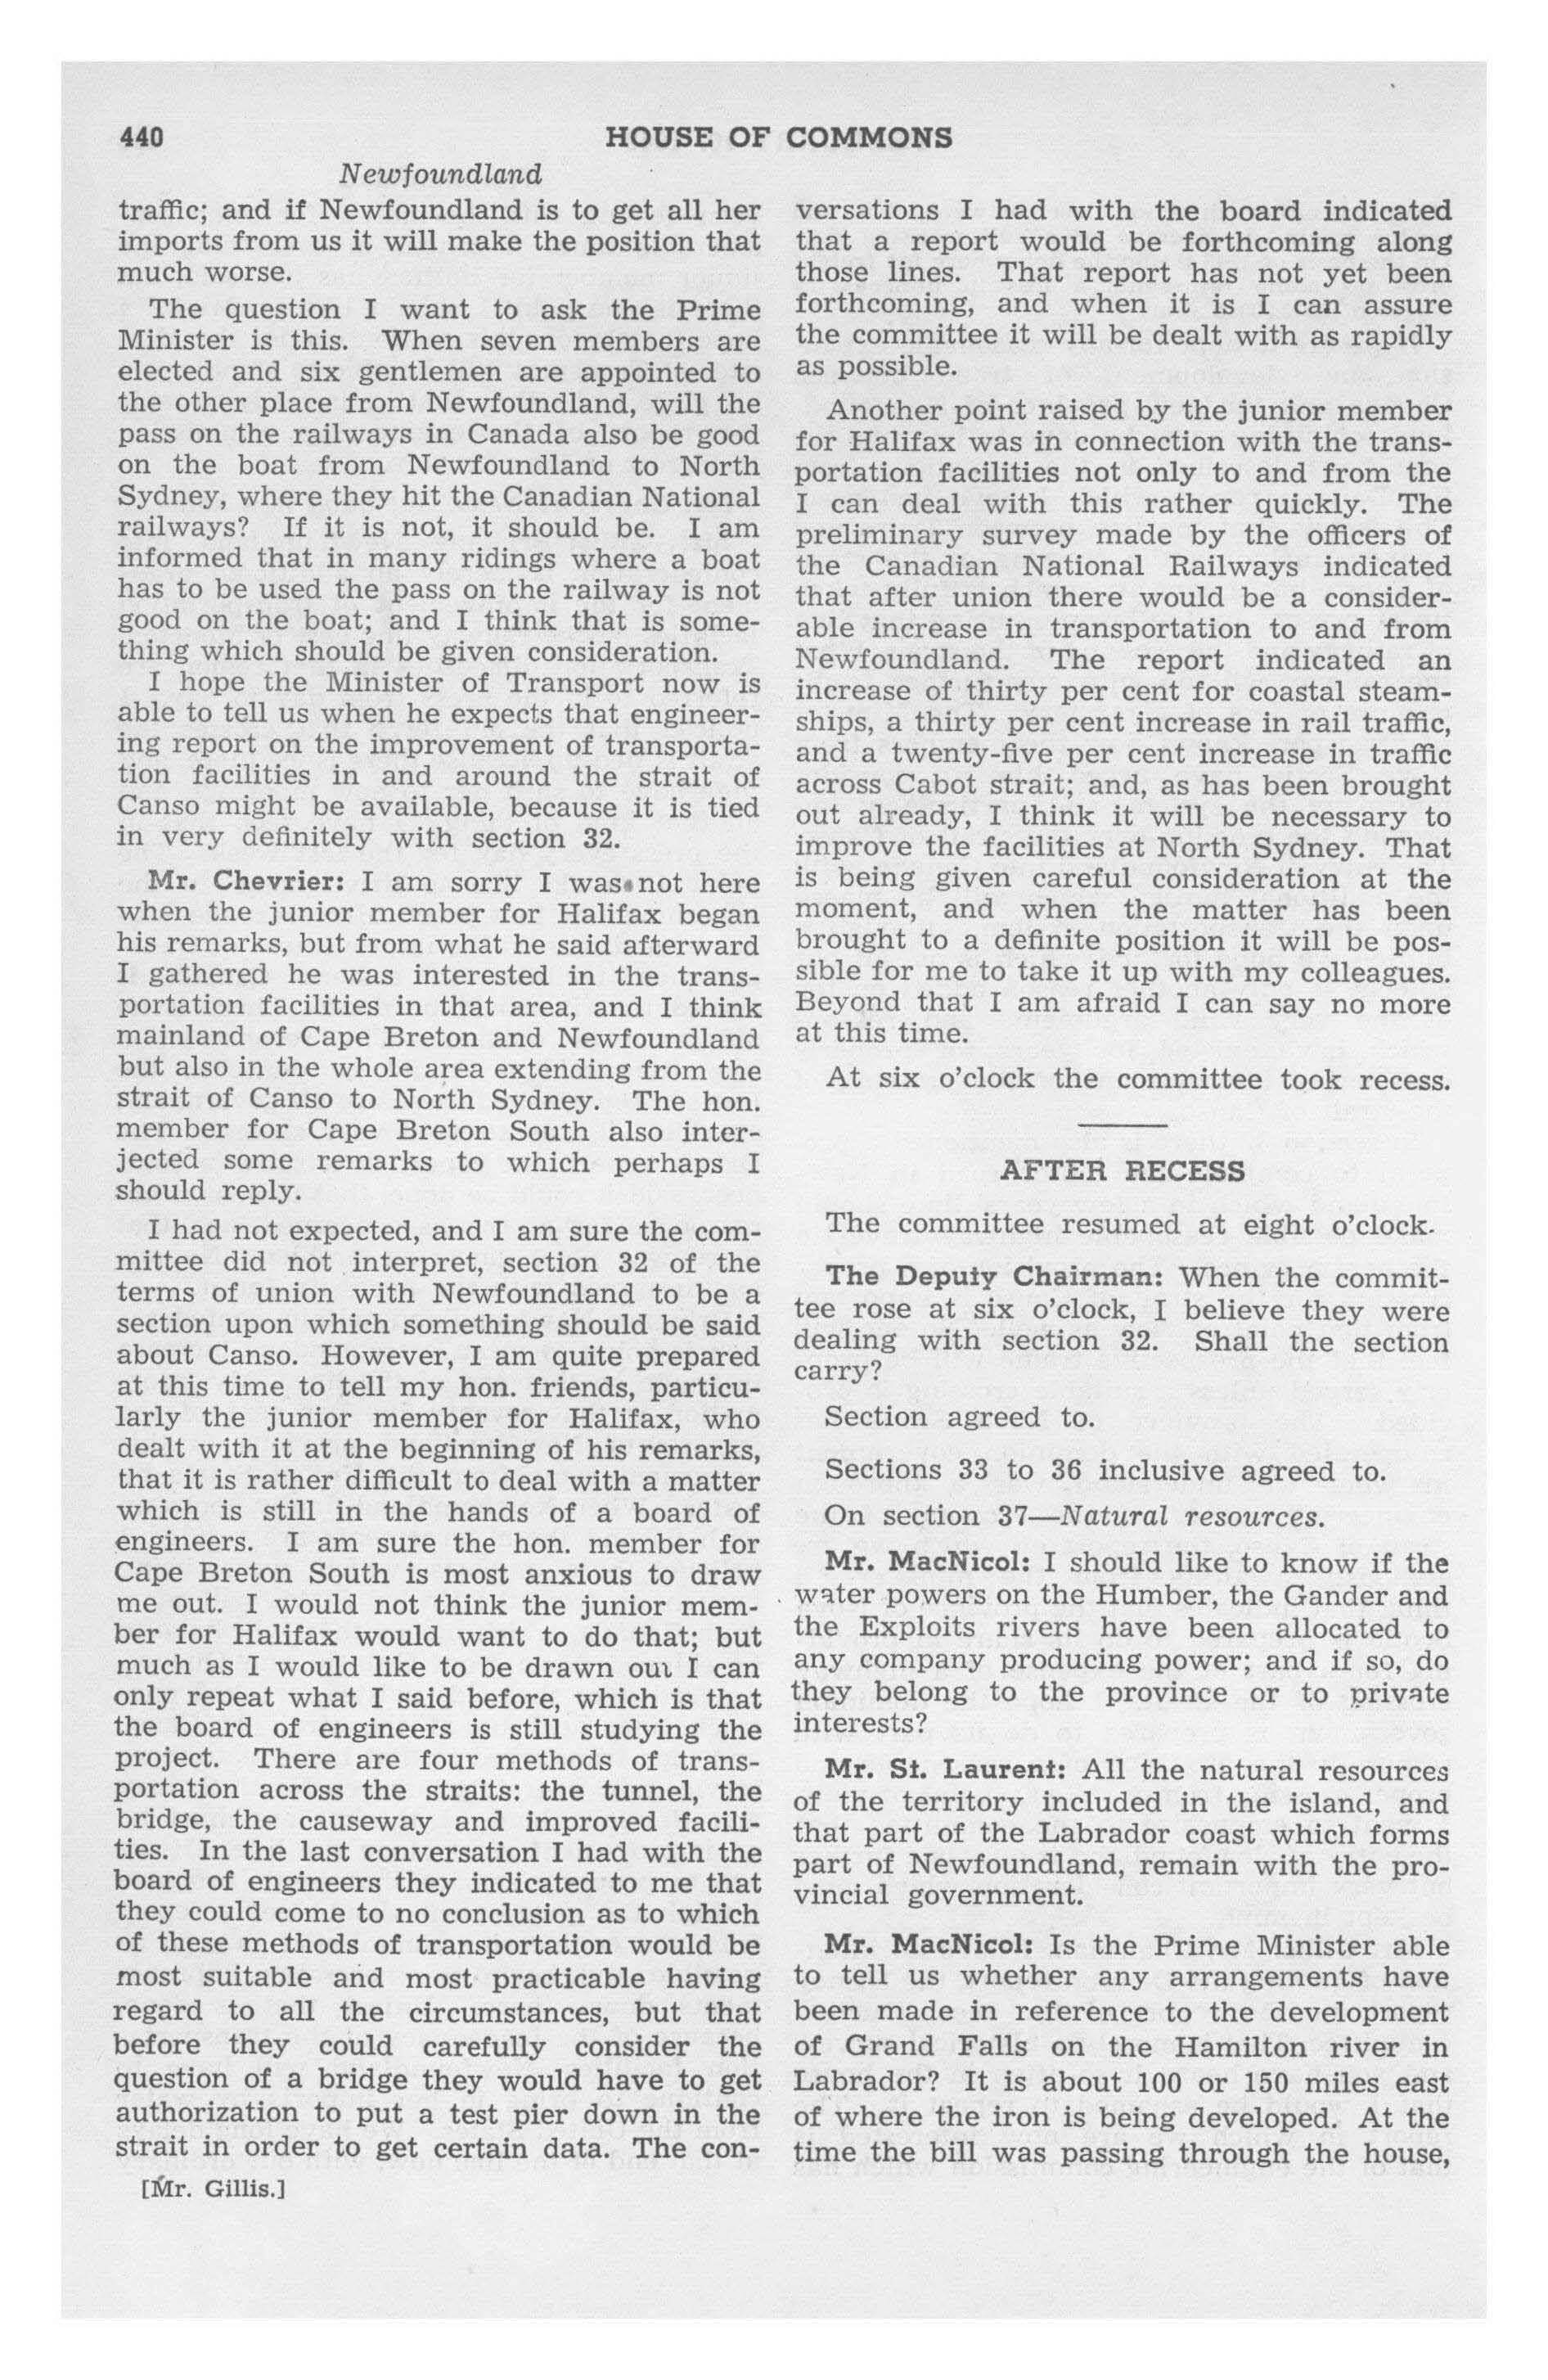 440
HOUSE OF COMMONS
Newfoundland
traffic; and if Newfoundland is to get all her
imports from us it will make the position that
much worse.
The question I want to ask the Prime
Minister is this. When seven members are
elected and six gentlemen are appointed to
the other place from Newfoundland, will the
pass on the railways in Canada also be good
on the boat from Newfoundland to North
Sydney, where they hit the Canadian National
railways? If it is not, it should be. I am
informed that in many ridings where a boat
has to be used the pass on the railway is not
good on the boat; and I think that is some-
thing which should be given consideration.
I hope the Minister of Transport now is
able to tell us when he expects that engineer-
ing report on the improvement of transporta-
tion facilities in and around the strait of
Canso might be available, because it is tied
in very definitely with section 32.
Mr. Chevrier: I am sorry I was not here
when the junior member for Halifax began
his remarks, but from what he said afterward
I gathered he was interested in the trans-
portation facilities in that area, and I think
mainland of Cape Breton and Newfoundland
but also in the whole area extending from the
strait of Canso to North Sydney. The hon.
member for Cape Breton South also inter-
jected some remarks to which perhaps I
should reply.
I had not expected, and I am sure the com-
mittee did not interpret, section 32 of the
terms of union with Newfoundland to be a
section upon which something should be said
about Canso. However, I am quite prepared
at this time to tell my hon. friends, particu-
larly the junior member for Halifax, who
dealt with it at the beginning of his remarks,
that it is rather difficult to deal with a matter
which is still in the hands of a board of
engineers. I am sure the hon. member for
Cape Breton South is most anxious to draw
me out. I would not think the junior mem-
ber for Halifax would want to do that; but
much as I would like to be drawn out I can
only repeat what I said before, which is that
the board of engineers is still studying the
project. There are four methods of trans-
portation across the straits: the tunnel, the
bridge, the causeway and improved facili-
ties. In the last conversation I had with the
board of engineers they indicated to me that
they could come to no conclusion as to which
of these methods of transportation would be
most suitable and most practicable having
regard to all the circumstances, but that
before they could carefully consider the
question of a bridge they would have to get
authorization to put a test pier down in the
strait in order to get certain data. The con-
[Mr. Gillis.]
versations I had with the board indicated
that a report would be forthcoming along
those lines. That report has not yet been
forthcoming, and when it is I can assure
the committee it will be dealt with as rapidly
as possible.
Another point raised by the junior member
for Halifax was in connection with the trans-
portation facilities not only to and from the
I can deal with this rather quickly. The
preliminary survey made by the officers of
the Canadian National Railways indicated
that after union there would be a consider-
able increase in transportation to and from
Newfoundland. The report indicated an
increase of thirty per cent for coastal steam-
ships, a thirty per cent increase in rail traffic,
and a twenty-five per cent increase in traffic
across Cabot strait; and, as has been brought
out already, I think it will be necessary to
improve the facilities at North Sydney. That
is being given careful consideration at the
moment, and when the matter has been
brought to a definite position it will be pos-
sible for me to take it up with my colleagues.
Beyond that I am afraid I can say no more
at this time.
At six o'clock the committee took recess.
AFTER RECESS
The committee resumed at eight o'clock.
The Deputy Chairman: When the commit-
tee rose at six o'clock, I believe they were
dealing with section 32. Shall the section
carry?
Section agreed to.
Sections 33 to 36 inclusive agreed to.
On section 37—Natural resources.
Mr. MacNicol: I should like to know if the
water powers on the Humber, the Gander and
the Exploits rivers have been allocated to
any company producing power; and if so, do
they belong to the province or to private
interests?
Mr. St. Laurent: All the natural resources
of the territory included in the island, and
that part of the Labrador coast which forms
part of Newfoundland, remain with the pro-
vincial government.
Mr. MacNicol: Is the Prime Minister able
to tell us whether any arrangements have
been made in reference to the development
of Grand Falls on the Hamilton river in
Labrador? It is about 100 or 150 miles east
of where the iron is being developed. At the
time the bill was passing through the house,